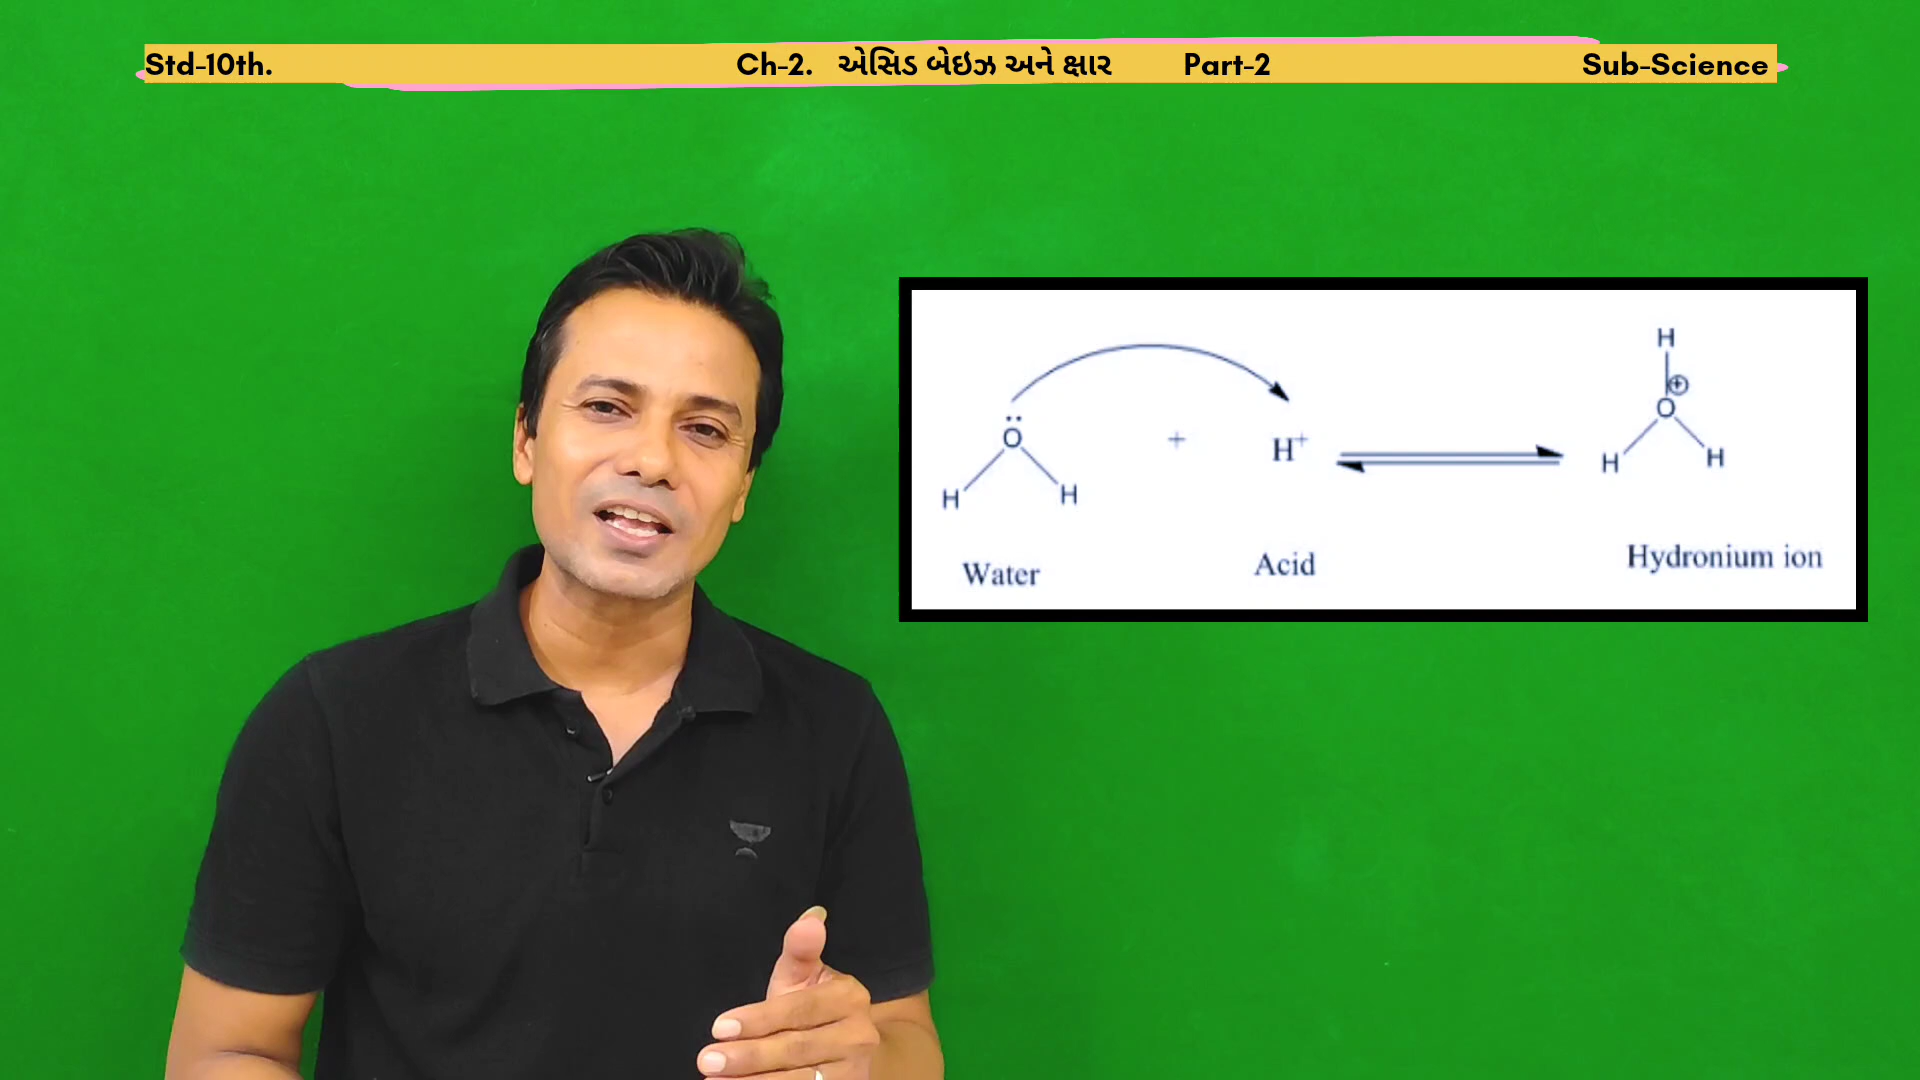 Std-10th. Ch-2. એસિડ બેઇઝ અને ક્ષાર Part-2 Sub-Science
H
⊕
O
H H
Ö
H H
+ H⁺
Water Acid Hydronium ion